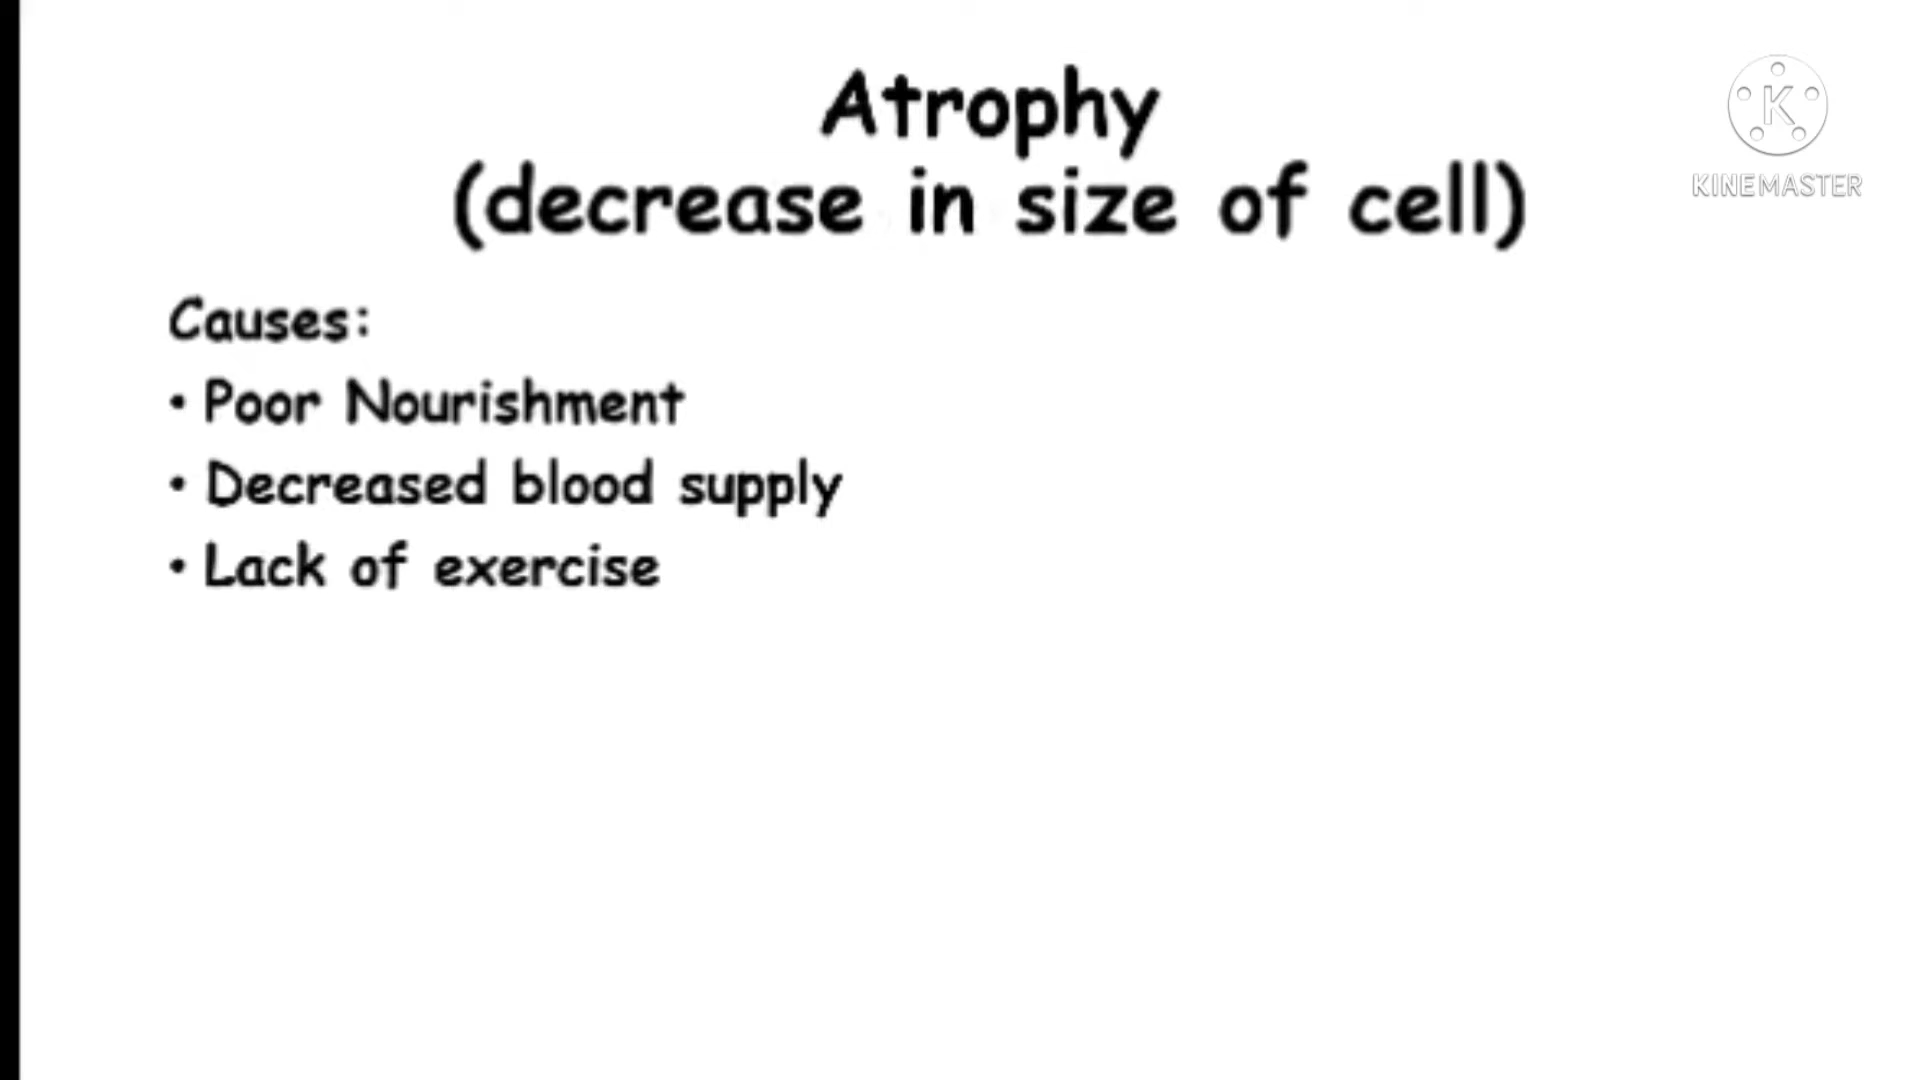 Atrophy
(decrease in size of cell)
K
KINEMASTER
Causes:
• Poor Nourishment
• Decreased blood supply
• Lack of exercise